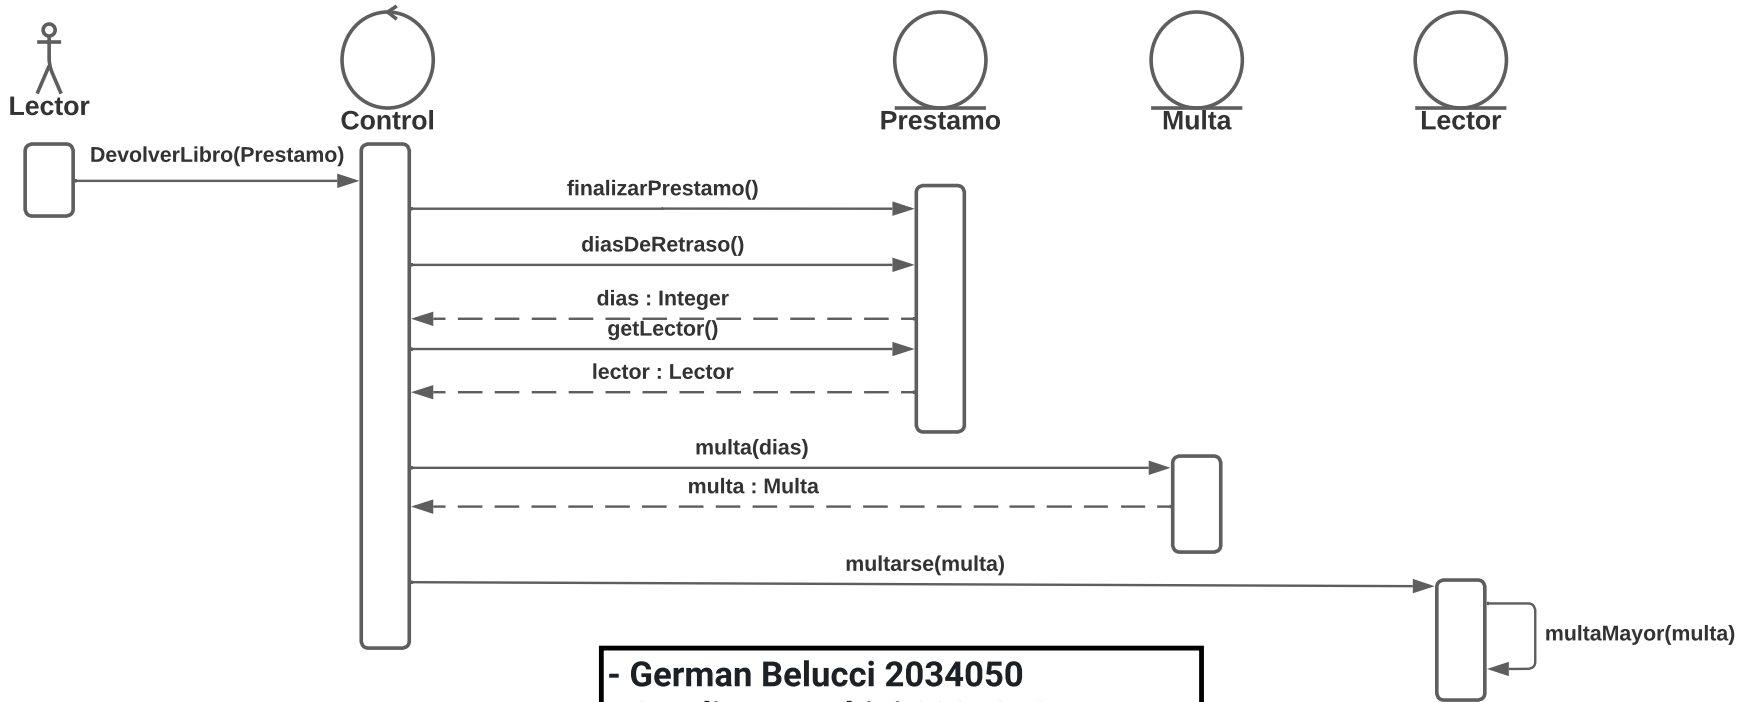 Lector
Control
Prestamo
Multa
Lector
DevolverLibro(Prestamo)
finalizarPrestamo()
diasDeRetraso()
dias : Integer
getLector()
lector : Lector
multa(dias)
multa : Multa
multarse(multa)
multaMayor(multa)
- German Belucci 2034050